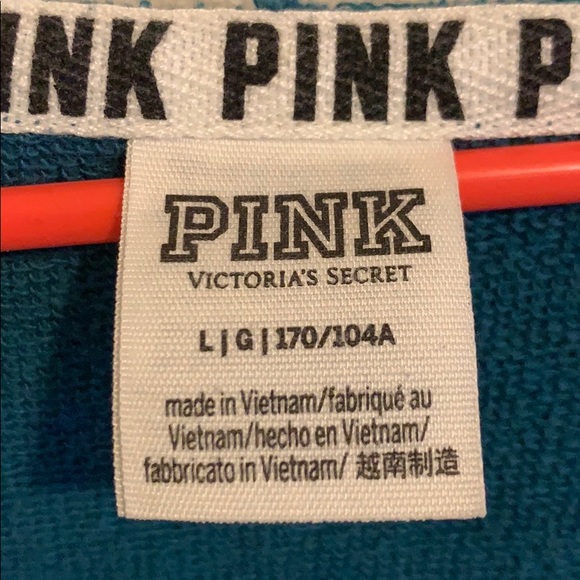 INK PINK P
PINK
VICTORIA'S SECRET
L | G | 170/104A
made in Vietnam/fabriqué au
Vietnam/hecho en Vietnam/
fabbricato in Vietnam/ 越南制造